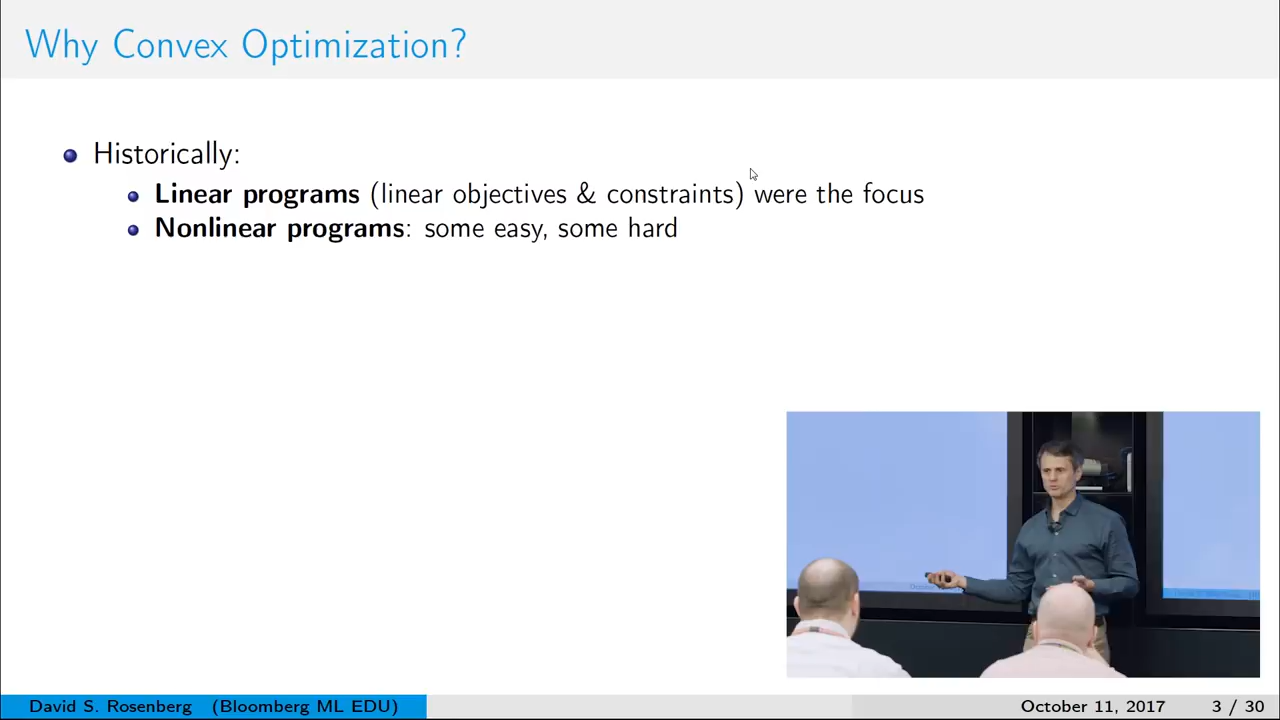 Why Convex Optimization?
Historically:
Linear programs (linear objectives & constraints) were the focus
Nonlinear programs: some easy, some hard
David S. Rosenberg (Bloomberg ML EDU)
October 11, 2017
3 / 30